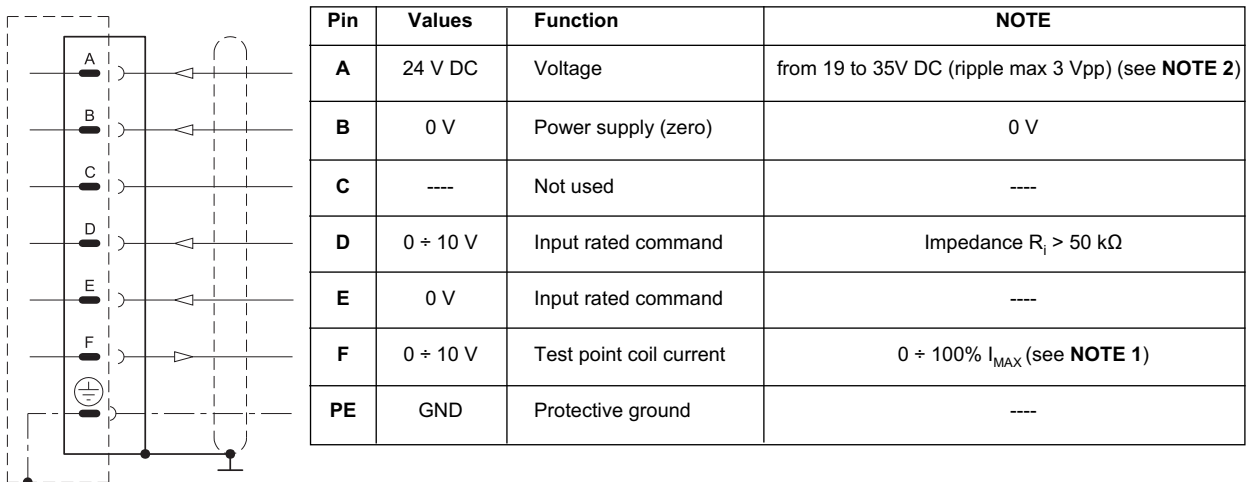 A
B
C
D
E
F
Pin Values Function NOTE
A 24 V DC Voltage from 19 to 35V DC (ripple max 3 Vpp) (see NOTE 2)
B 0 V Power supply (zero) 0 V
C ---- Not used ----
D 0 ÷ 10 V Input rated command Impedance Ri > 50 kΩ
E 0 V Input rated command ----
F 0 ÷ 10 V Test point coil current 0 ÷ 100% IMAX (see NOTE 1)
PE GND Protective ground ----